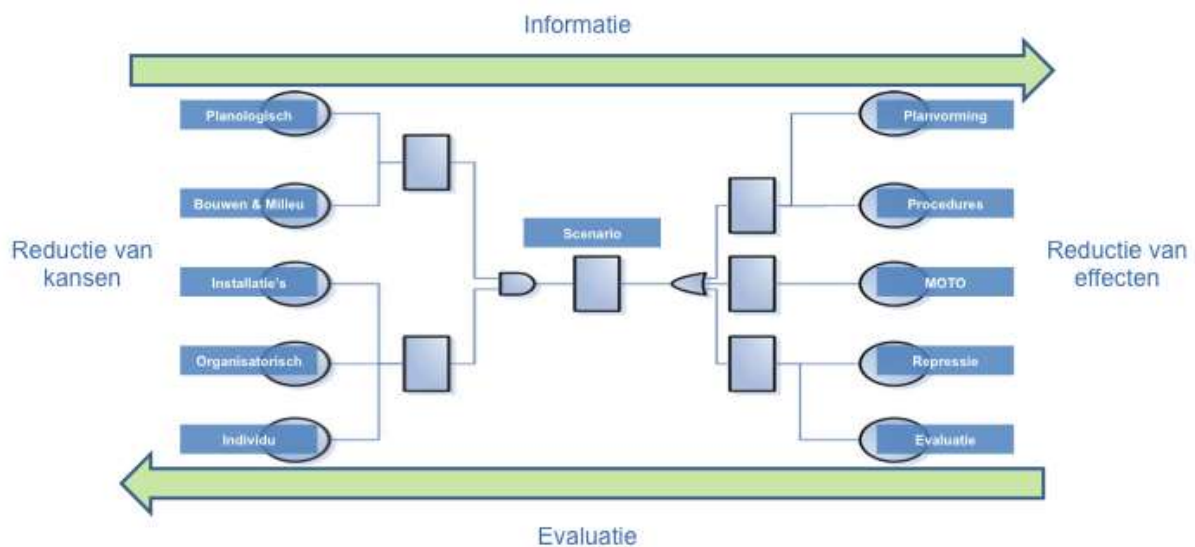 Informatie
Planologisch
Planvorming
Bouwen & Milieu
Procedures
Scenario
Reductie van
kansen
Reductie van
effecten
Installatie's
MOTO
Organisatorisch
Repressie
Individu
Evaluatie
Evaluatie